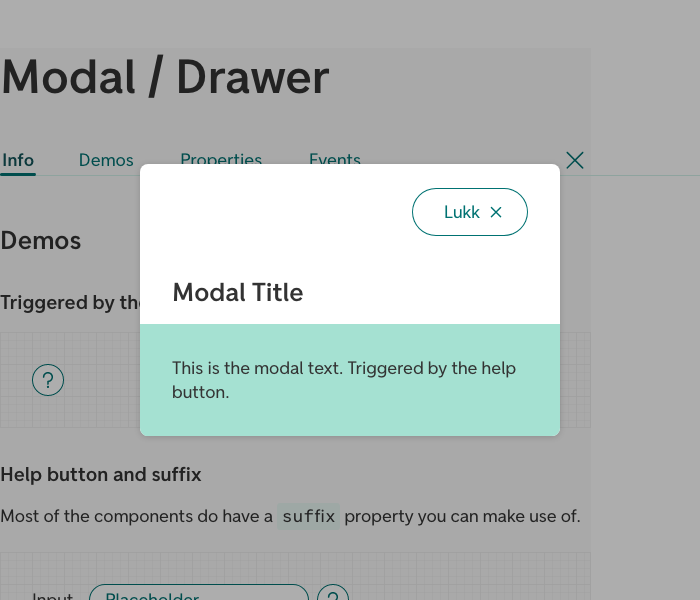 Modal / Drawer
Info Demos Properties Events
Lukk
Demos
Modal Title
Triggered by the
This is the modal text. Triggered by the help
button.
?
Help button and suffix
Most of the components do have a suffix property you can make use of.
Input Placeholder ?